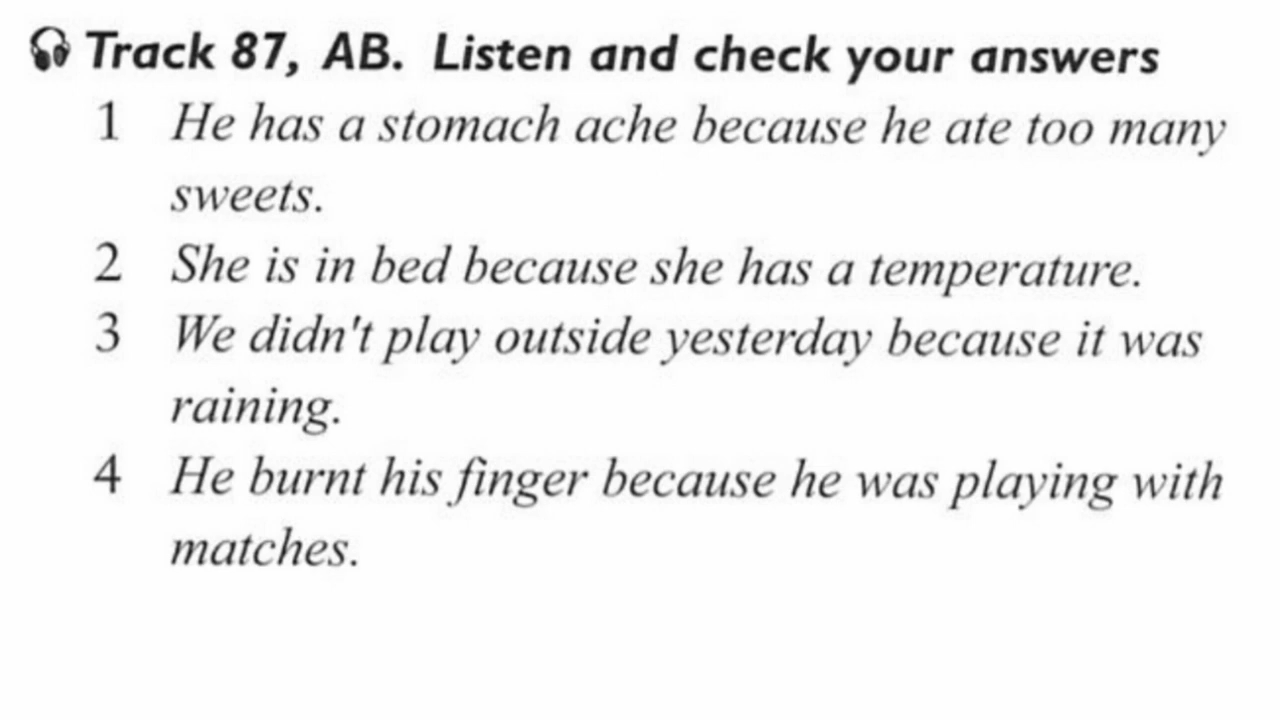 Track 87, AB. Listen and check your answers
1 He has a stomach ache because he ate too many
sweets.
2 She is in bed because she has a temperature.
3 We didn't play outside yesterday because it was
raining.
4 He burnt his finger because he was playing with
matches.